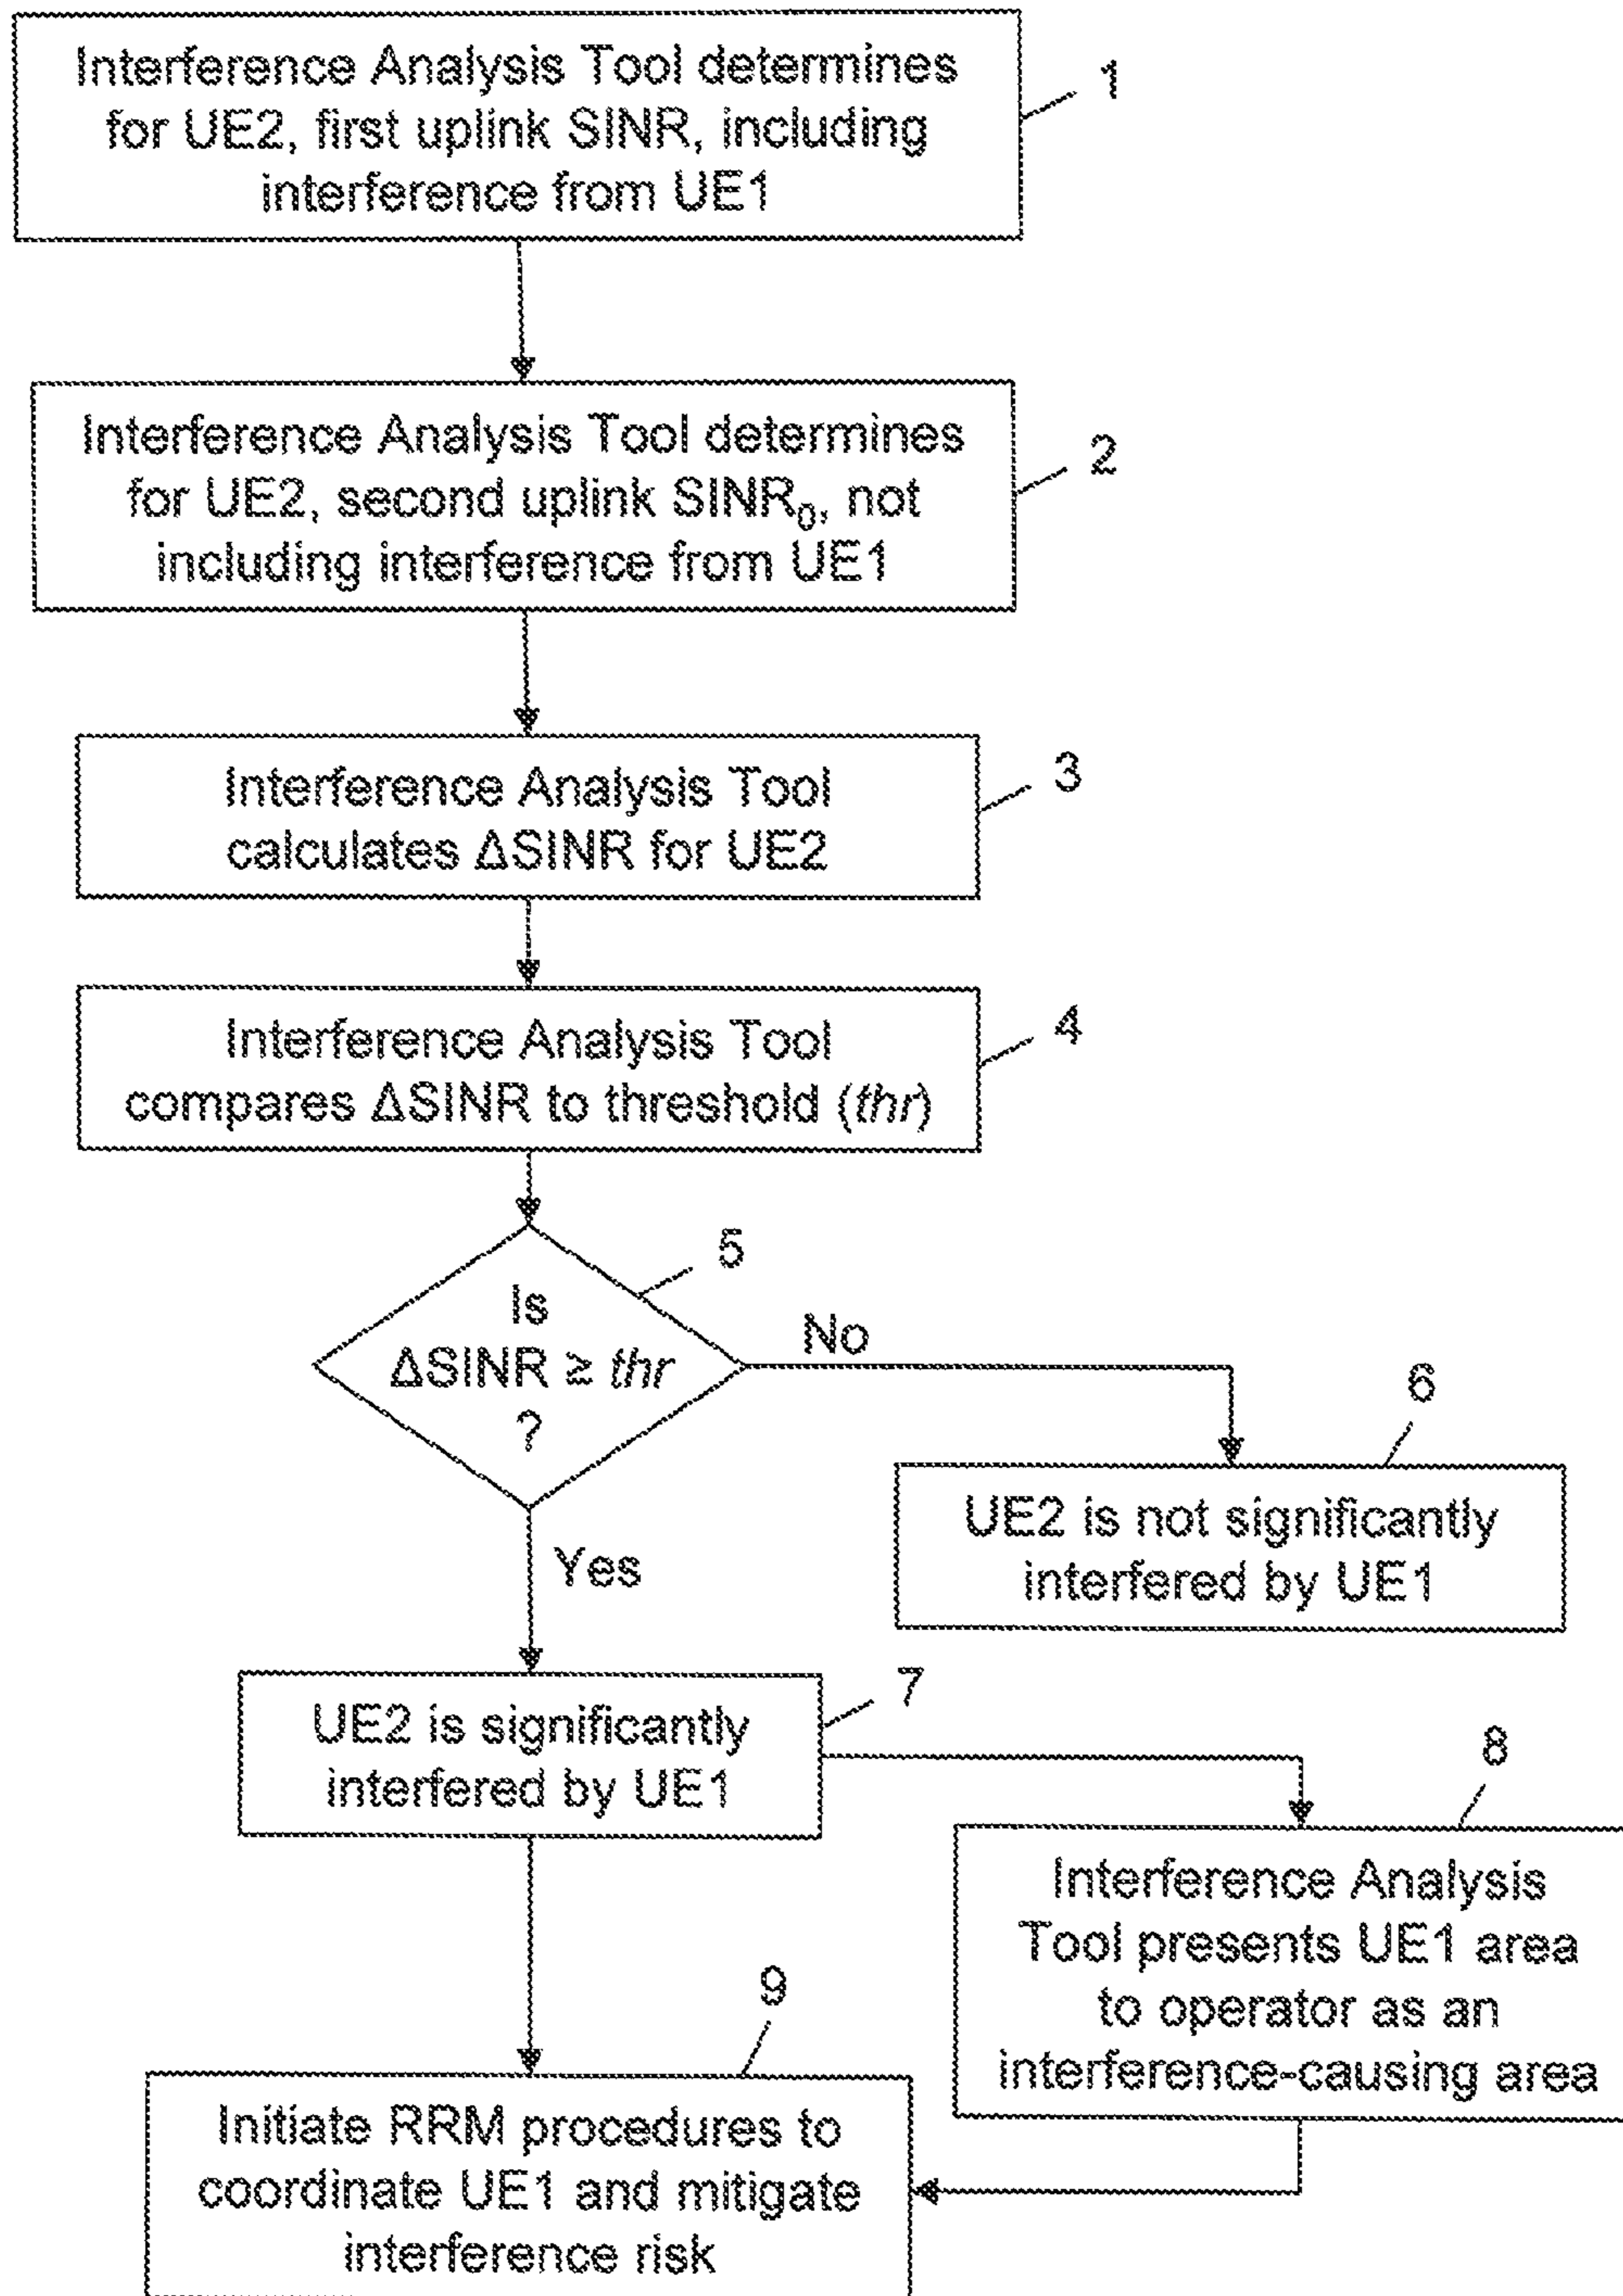 Interference Analysis Tool determines
for UE2, first uplink SINR, including
interference from UE1
1
Interference Analysis Tool determines
for UE2, second uplink SINR₀, not
including interference from UE1
2
Interference Analysis Tool
calculates ΔSINR for UE2
3
Interference Analysis Tool
compares ΔSINR to threshold (thr)
4
Is
ΔSINR ≥ thr
?
5
No
Yes
6
UE2 is not significantly
interfered by UE1
UE2 is significantly
interfered by UE1
7
8
Interference Analysis
Tool presents UE1 area
to operator as an
interference-causing area
9
Initiate RRM procedures to
coordinate UE1 and mitigate
interference risk